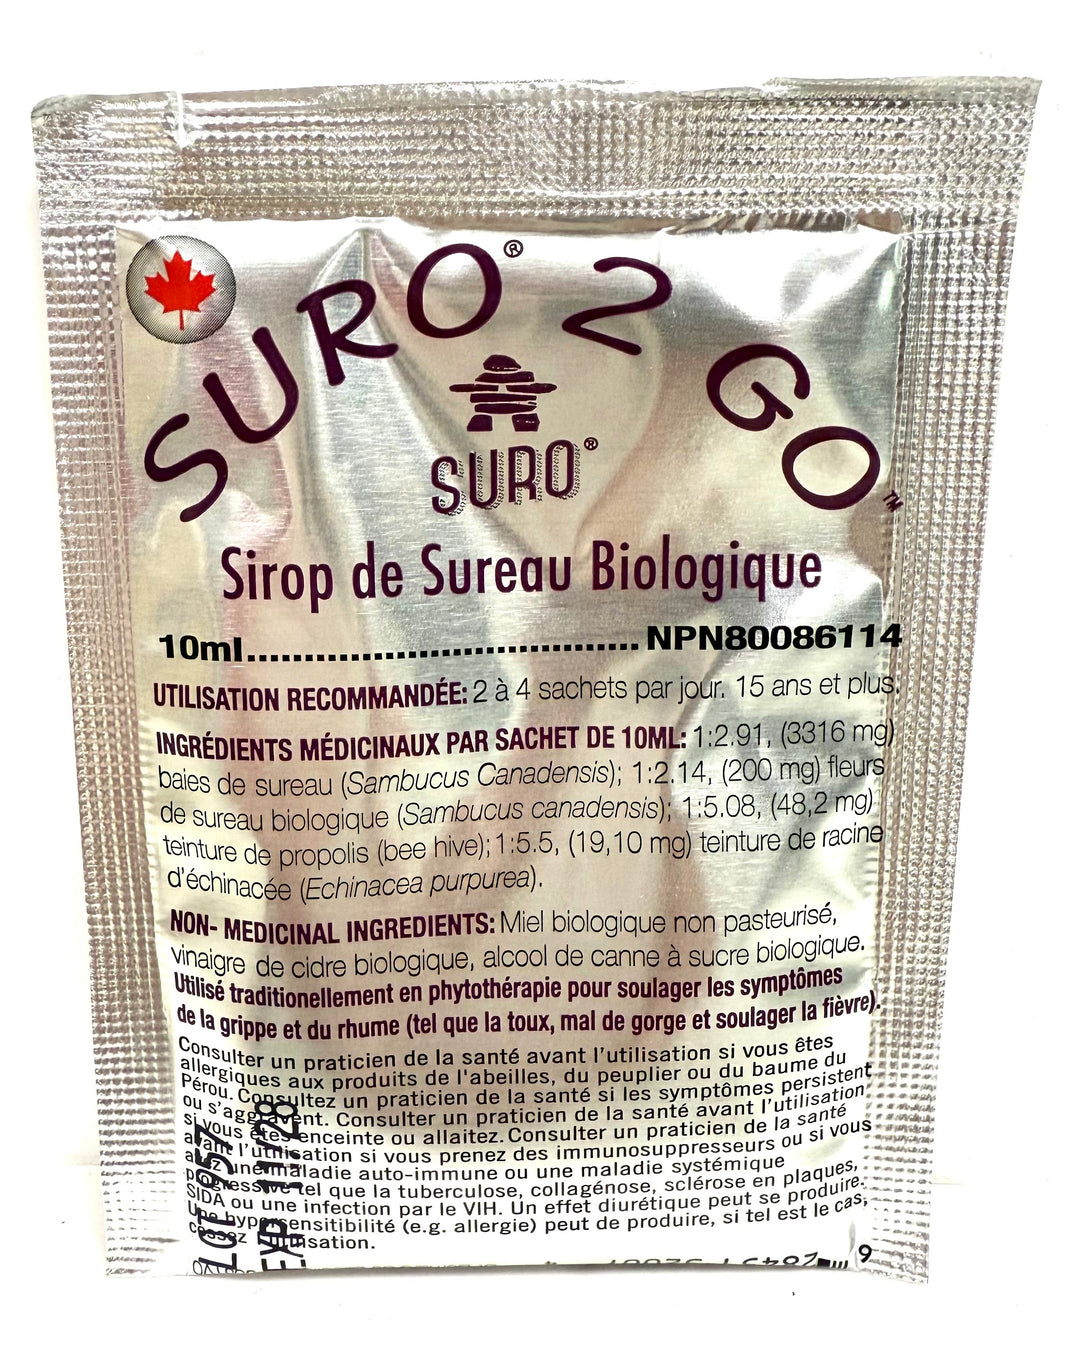 SURO® 2 GO™
SURO®
Sirop de Sureau Biologique
10ml.................................. NPN80086114
UTILISATION RECOMMANDÉE: 2 à 4 sachets par jour. 15 ans et plus.
INGRÉDIENTS MÉDICINAUX PAR SACHET DE 10ML: 1:2.91, (3316 mg)
baies de sureau (Sambucus Canadensis); 1:2.14, (200 mg) fleurs
de sureau biologique (Sambucus canadensis); 1:5.08, (48,2 mg)
teinture de propolis (bee hive); 1:5.5, (19,10 mg) teinture de racine
d'échinacée (Echinacea purpurea).
NON- MEDICINAL INGREDIENTS: Miel biologique non pasteurisé,
vinaigre de cidre biologique, alcool de canne à sucre biologique.
Utilisé traditionellement en phytothérapie pour soulager les symptômes
de la grippe et du rhume (tel que la toux, mal de gorge et soulager la fièvre).
Consulter un praticien de la santé avant l'utilisation si vous êtes
allergiques aux produits de l'abeilles, du peuplier ou du baume du
Pérou. Consultez un praticien de la santé si les symptômes persistent
ou s'aggravent. Consulter un praticien de la santé avant l'utilisation
si vous êtes enceinte ou allaitez. Consulter un praticien de la santé
avant l'utilisation si vous prenez des immunosuppresseurs ou si vous
avez une maladie auto-immune ou une maladie systémique
progressive tel que la tuberculose, collagénose, sclérose en plaques,
SIDA ou une infection par le VIH. Un effet diurétique peut se produire.
Une hypersensibilité (e.g. allergie) peut de produire, si tel est le cas,
cessez l'utilisation.
LOT 957
EXP 11/28
9